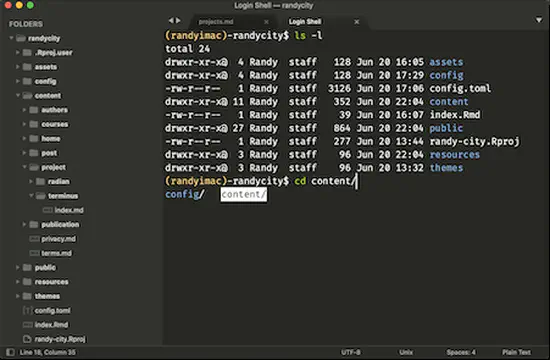 Login Shell — randycity
FOLDERS
randycity
.Rproj.user
assets
config
content
authors
courses
home
post
project
radian
terminus
index.md
publication
privacy.md
terms.md
public
resources
themes
config.toml
index.Rmd
randy-city.Rproj
projects.md
Login Shell
(randyimac)-randycity$ ls -l
total 24
drwxr-xr-x@ 4 Randy staff 128 Jun 20 16:05 assets
drwxr-xr-x@ 4 Randy staff 128 Jun 20 17:29 config
-rw-r--r-- 1 Randy staff 3126 Jun 20 17:06 config.toml
drwxr-xr-x@ 11 Randy staff 352 Jun 20 22:04 content
-rw-r--r-- 1 Randy staff 39 Jun 20 16:07 index.Rmd
drwxr-xr-x@ 27 Randy staff 864 Jun 20 22:04 public
-rw-r--r-- 1 Randy staff 277 Jun 20 13:44 randy-city.Rproj
drwxr-xr-x@ 3 Randy staff 96 Jun 20 22:04 resources
drwxr-xr-x@ 3 Randy staff 96 Jun 20 13:32 themes
(randyimac)-randycity$ cd content/
config/ content/
Line 18, Column 35 UTF-8 Unix Spaces: 4 Plain Text